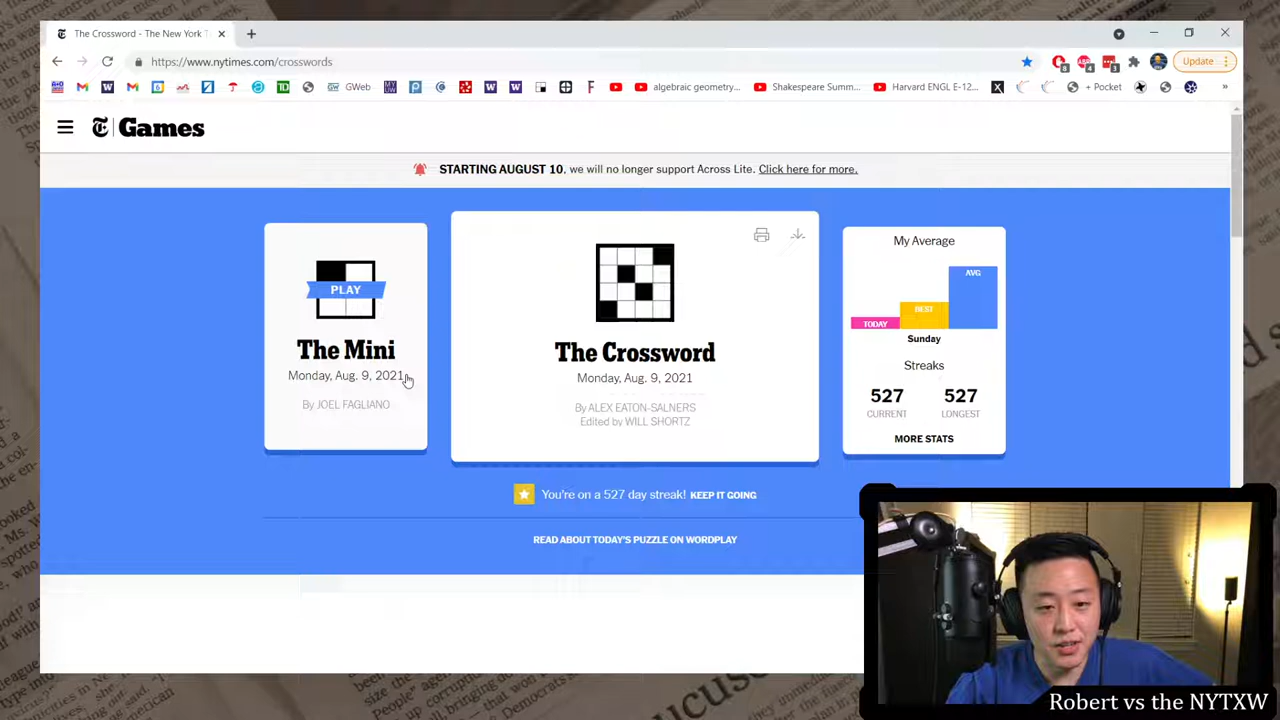 The Crossword - The New York T
Update
https://www.nytimes.com/crosswords
GWeb
algebraic geometry...
Shakespeare Summ...
Harvard ENGL E-12...
+ Pocket
Games
STARTING AUGUST 10, we will no longer support Across Lite. Click here for more.
PLAY
The Mini
Monday, Aug. 9, 2021
By JOEL FAGLIANO
The Crossword
Monday, Aug. 9, 2021
By ALEX EATON-SALNERS
Edited by WILL SHORTZ
My Average
AVG
BEST
TODAY
Sunday
Streaks
527 527
CURRENT LONGEST
MORE STATS
You're on a 527 day streak! KEEP IT GOING
READ ABOUT TODAY'S PUZZLE ON WORDPLAY
Robert vs the NYTXW